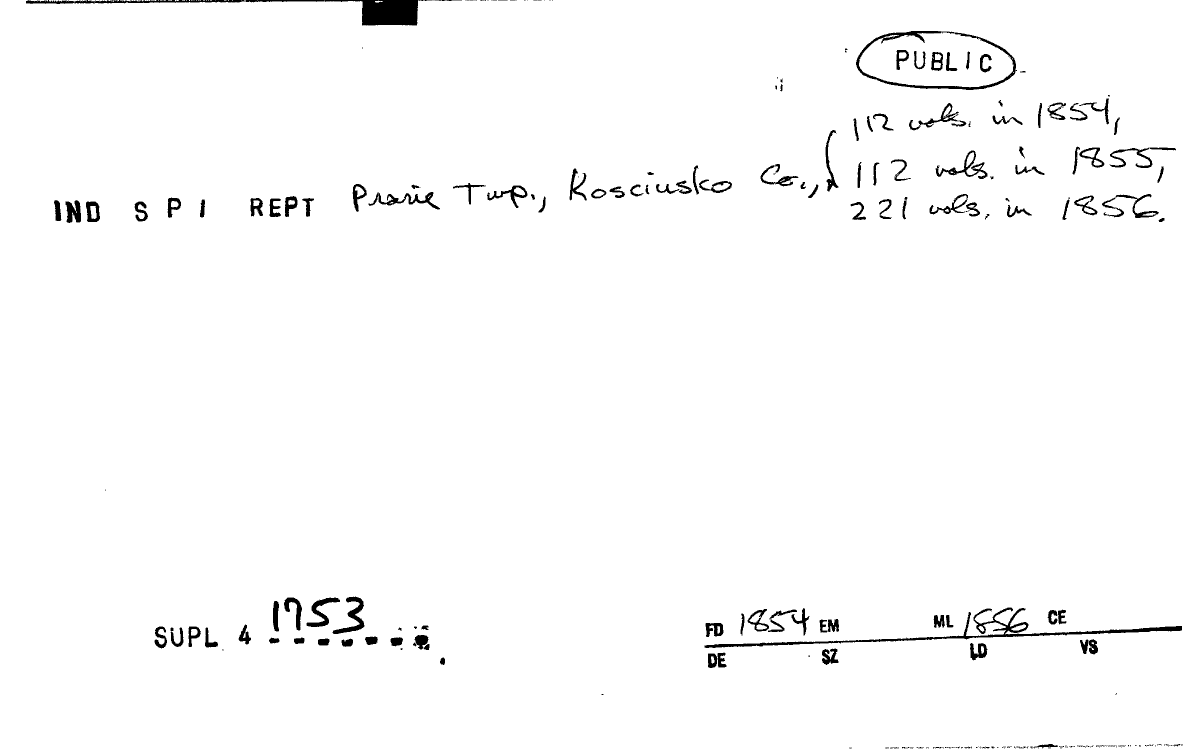 PUBLIC
112 vols. in 1854,
IND S P I REPT Prarie Twp., Kosciusko Co., 112 vols. in 1855,
221 vols. in 1856.
SUPL 4 1753
FD 1854 EM ML 1856 CE
DE SZ LD VS